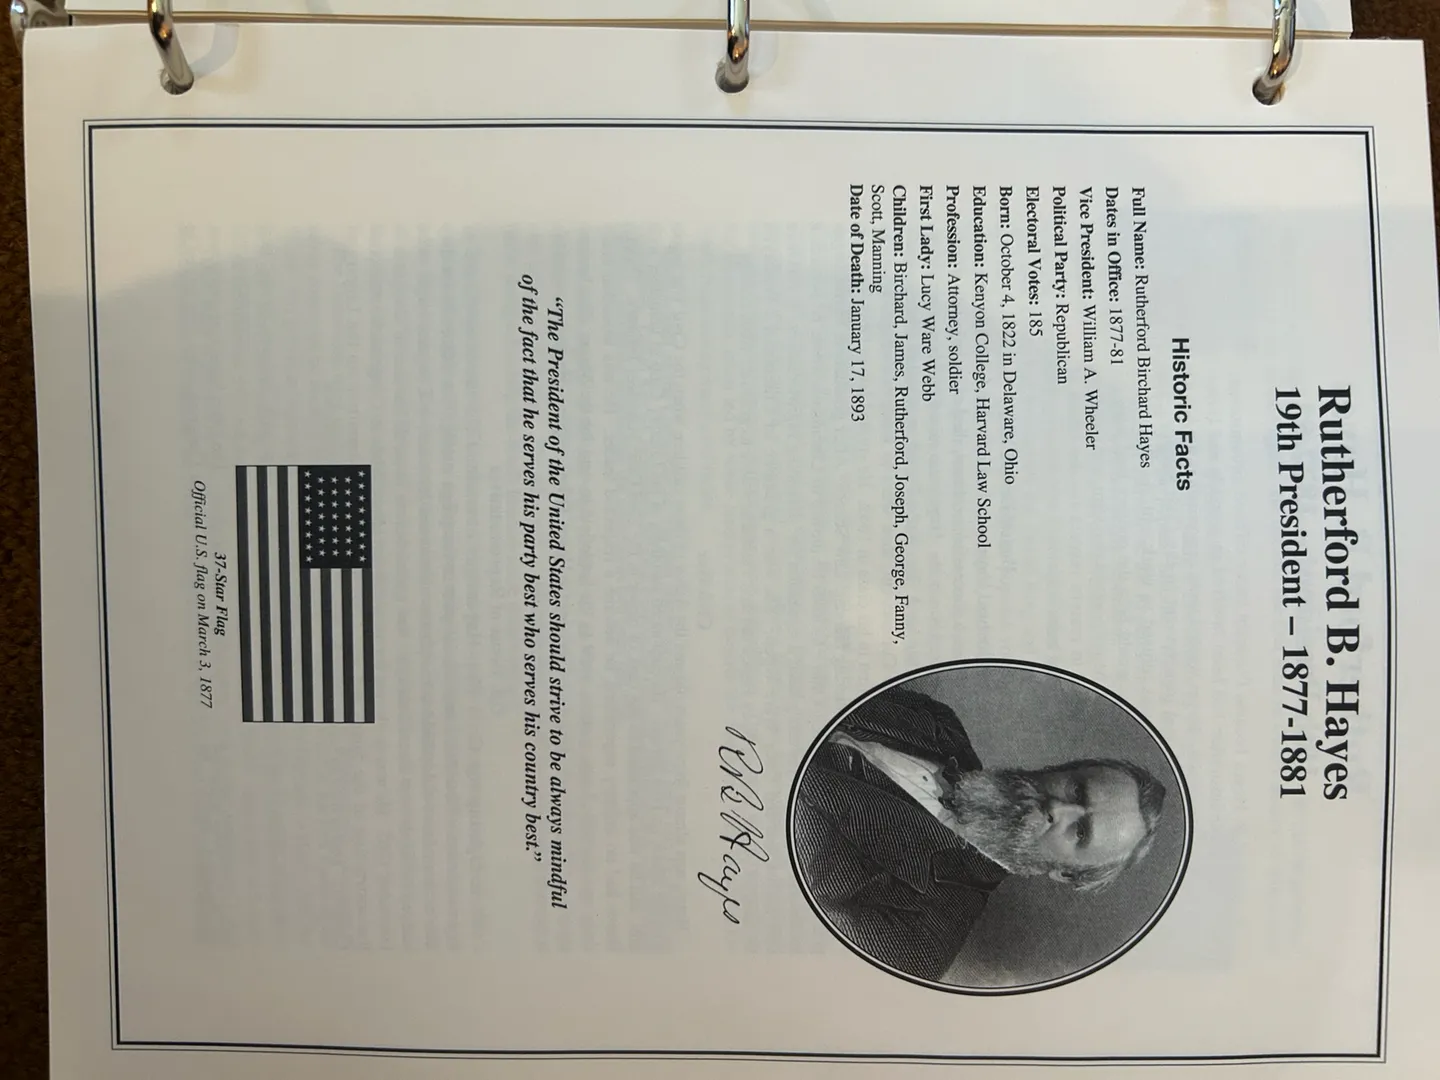 Rutherford B. Hayes
19th President – 1877-1881
Historic Facts
Full Name: Rutherford Birchard Hayes
Dates in Office: 1877-81
Vice President: William A. Wheeler
Political Party: Republican
Electoral Votes: 185
Born: October 4, 1822 in Delaware, Ohio
Education: Kenyon College, Harvard Law School
Profession: Attorney, soldier
First Lady: Lucy Ware Webb
Children: Birchard, James, Rutherford, Joseph, George, Fanny,
Scott, Manning
Date of Death: January 17, 1893
RB Hayes
“The President of the United States should strive to be always mindful
of the fact that he serves his party best who serves his country best.”
37-Star Flag
Official U.S. flag on March 3, 1877